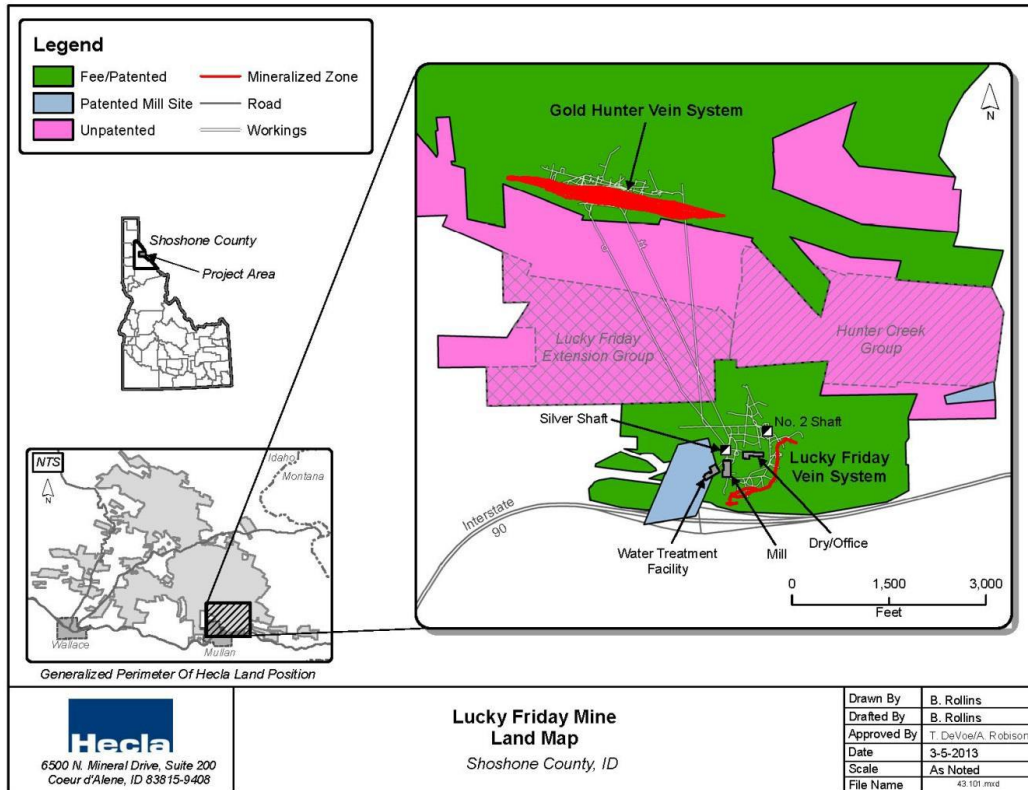 Legend
Fee/Patented
Mineralized Zone
Patented Mill Site
Road
Unpatented
Workings
Shoshone County
Project Area
NTS
N
Idaho
Montana
Wallace
Mullan
Generalized Perimeter Of Hecla Land Position
Gold Hunter Vein System
N
Lucky Friday
Extension Group
Hunter Creek
Group
Silver Shaft
No. 2 Shaft
Lucky Friday
Vein System
Interstate
90
Water Treatment
Facility
Mill
Dry/Office
0 1,500 3,000
Feet
Hecla
6500 N. Mineral Drive, Suite 200
Coeur d'Alene, ID 83815-9408
Lucky Friday Mine
Land Map
Shoshone County, ID
Drawn By B. Rollins
Drafted By B. Rollins
Approved By T. DeVoe/A. Robison
Date 3-5-2013
Scale As Noted
File Name 43.101.mxd